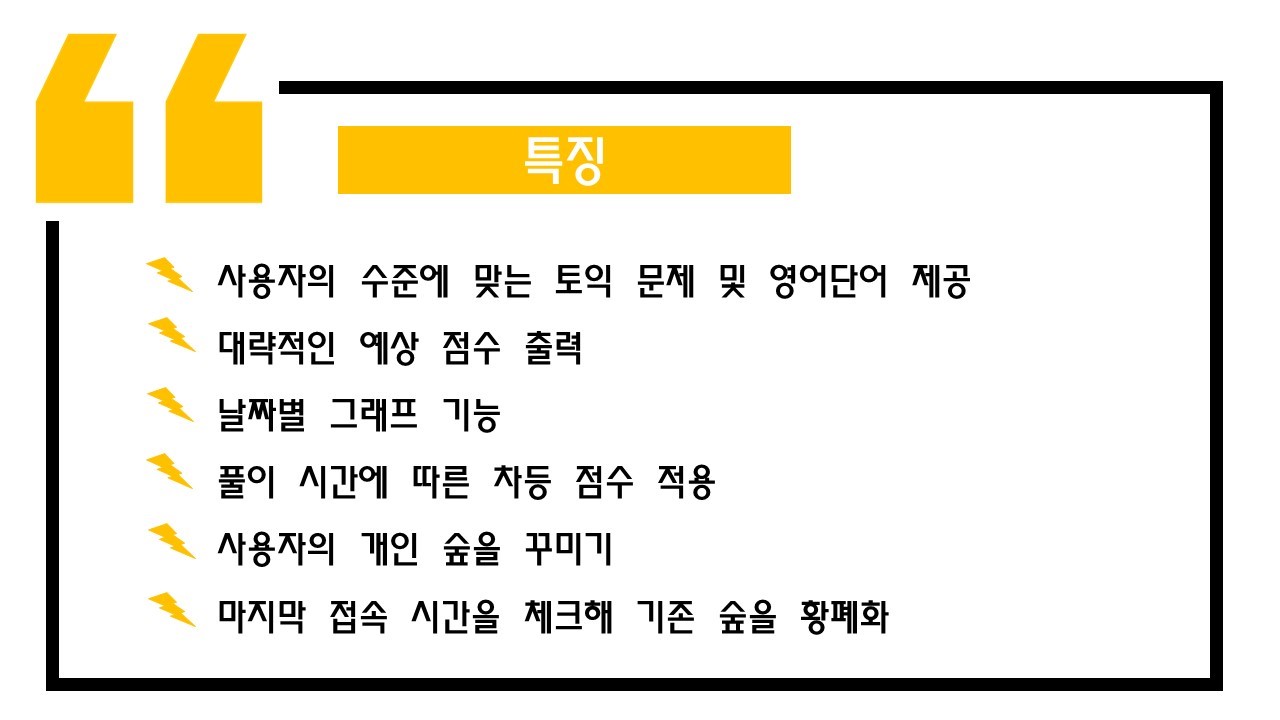 특징
사용자의 수준에 맞는 토익 문제 및 영어단어 제공
대략적인 예상 점수 출력
날짜별 그래프 기능
풀이 시간에 따른 차등 점수 적용
사용자의 개인 숲을 꾸미기
마지막 접속 시간을 체크해 기존 숲을 황폐화